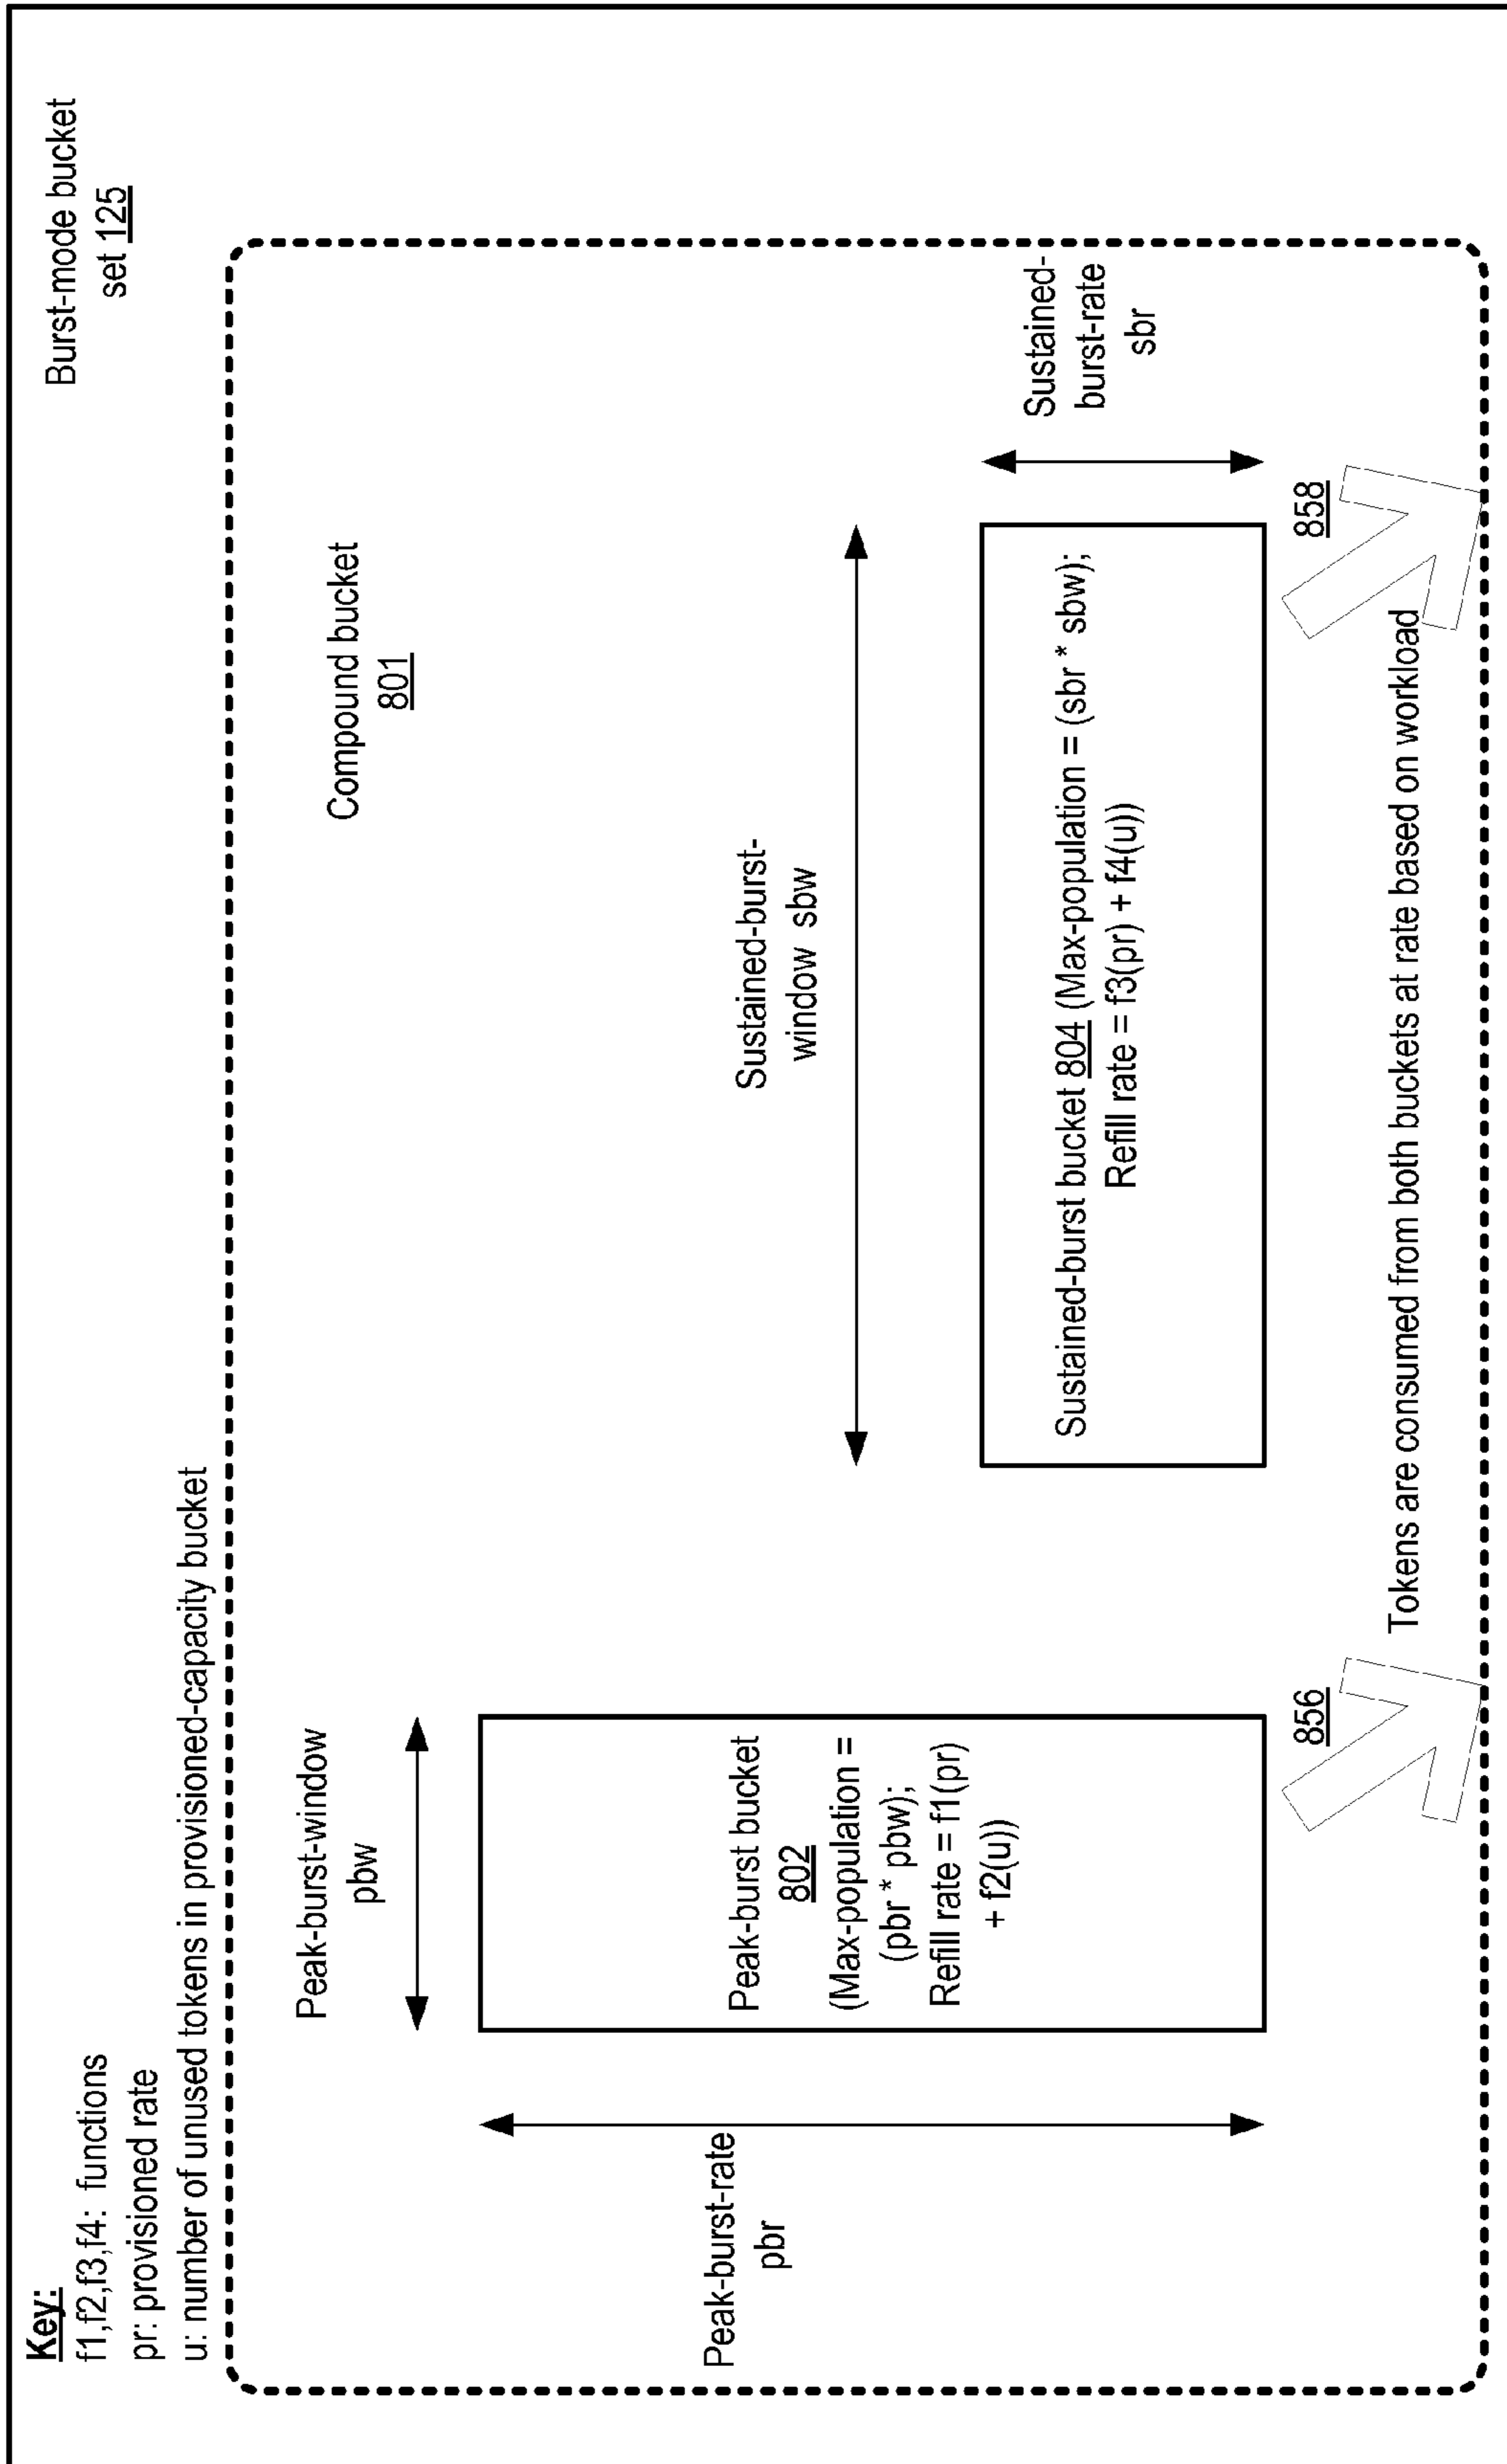 Key:
f1,f2,f3,f4: functions
pr: provisioned rate
u: number of unused tokens in provisioned-capacity bucket
Burst-mode bucket
set 125
Compound bucket
801
Peak-burst-window
pbw
Peak-burst-rate
pbr
Peak-burst bucket
802
(Max-population =
(pbr * pbw);
Refill rate = f1(pr)
+ f2(u))
Sustained-burst-
window sbw
Sustained-burst bucket 804 (Max-population = (sbr * sbw);
Refill rate = f3(pr) + f4(u))
Sustained-
burst-rate
sbr
856
858
Tokens are consumed from both buckets at rate based on workload